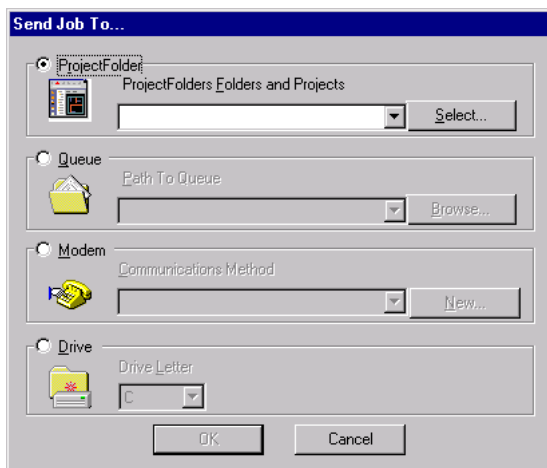 Send Job To...
ProjectFolder
ProjectFolders Folders and Projects
Select...
Queue
Path To Queue
Browse...
Modem
Communications Method
New...
Drive
Drive Letter
C
OK
Cancel